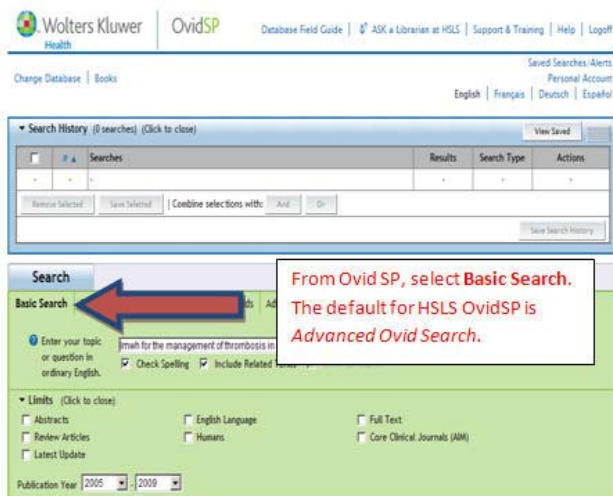 Wolters Kluwer
Health
OvidSP
Database Field Guide | ASK a Librarian at HSLS | Support & Training | Help | Logoff
Saved Searches/Alerts
Change Database | Books
Personal Account
English | Français | Deutsch | Español
▼ Search History (0 searches) (Click to close)
View Saved
# ▲ Searches Results Search Type Actions
- - - - - -
Remove Selected Save Selected | Combine selections with: And Or
Save Search History
Search
Basic Search
ds Ad
From Ovid SP, select Basic Search.
The default for HSLS OvidSP is
Advanced Ovid Search.
Enter your topic
or question in
ordinary English.
lmwh for the management of thrombosis in
Check Spelling Include Related
▼ Limits (Click to close)
Abstracts English Language Full Text
Review Articles Humans Core Clinical Journals (AIM)
Latest Update
Publication Year 2005 - 2009